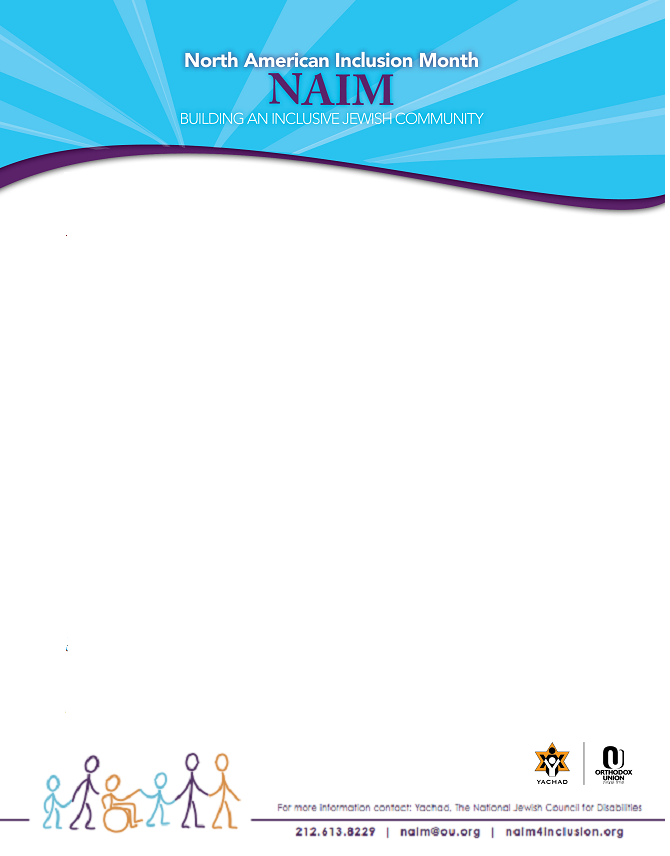 North American Inclusion Month
NAIM
BUILDING AN INCLUSIVE JEWISH COMMUNITY
.
i
YACHAD
ORTHODOX
UNION
For more information contact: Yachad, The National Jewish Council for Disabilities
212.613.8229 | naim@ou.org | naim4inclusion.org